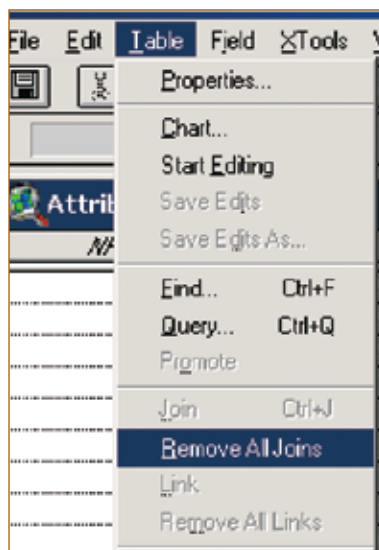 File Edit Table Field XTools
Properties...
Chart...
Start Editing
Save Edits
Save Edits As...
Attrib
Find... Ctrl+F
Query... Ctrl+Q
Promote
Join Ctrl+J
Remove All Joins
Link
Remove All Links